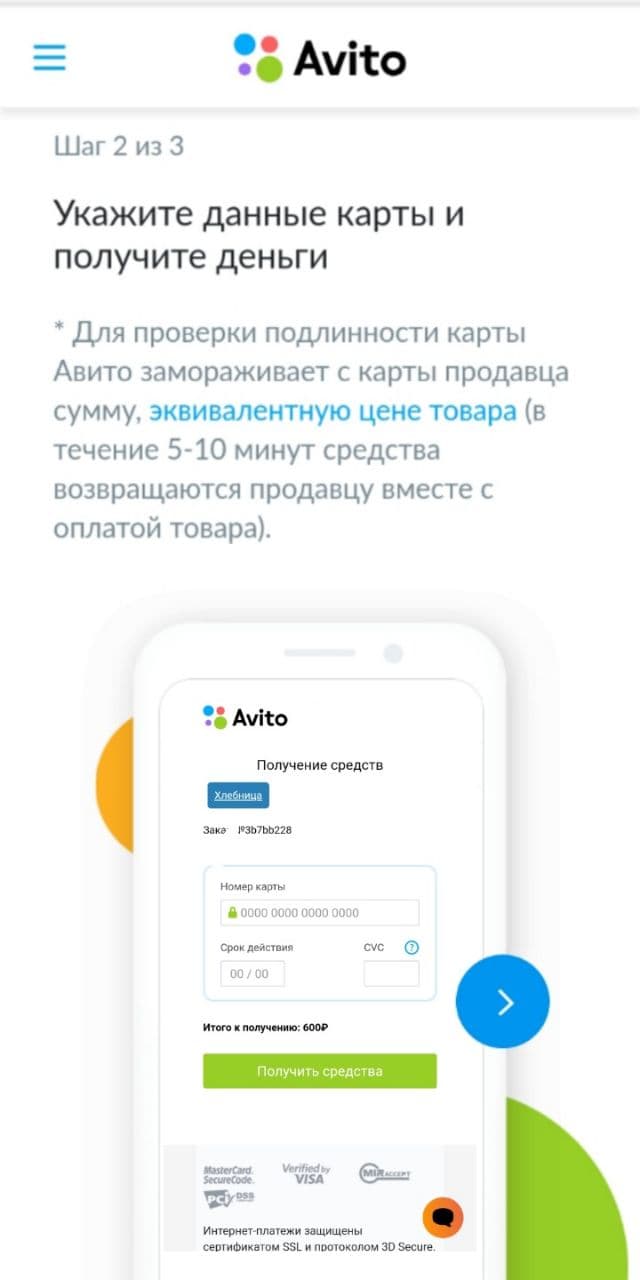 Avito
Шаг 2 из 3
Укажите данные карты и
получите деньги
* Для проверки подлинности карты
Авито замораживает с карты продавца
сумму, эквивалентную цене товара (в
течение 5-10 минут средства
возвращаются продавцу вместе с
оплатой товара).
Avito
Получение средств
Хлебница
Зака №3b7bb228
Номер карты
0000 0000 0000 0000
Срок действия CVC ?
00 / 00
Итого к получению: 600₽
Получить средства
MasterCard. Verified by MIR ACCEPT
SecureCode. VISA
PCI DSS
Интернет-платежи защищены
сертификатом SSL и протоколом 3D Secure.